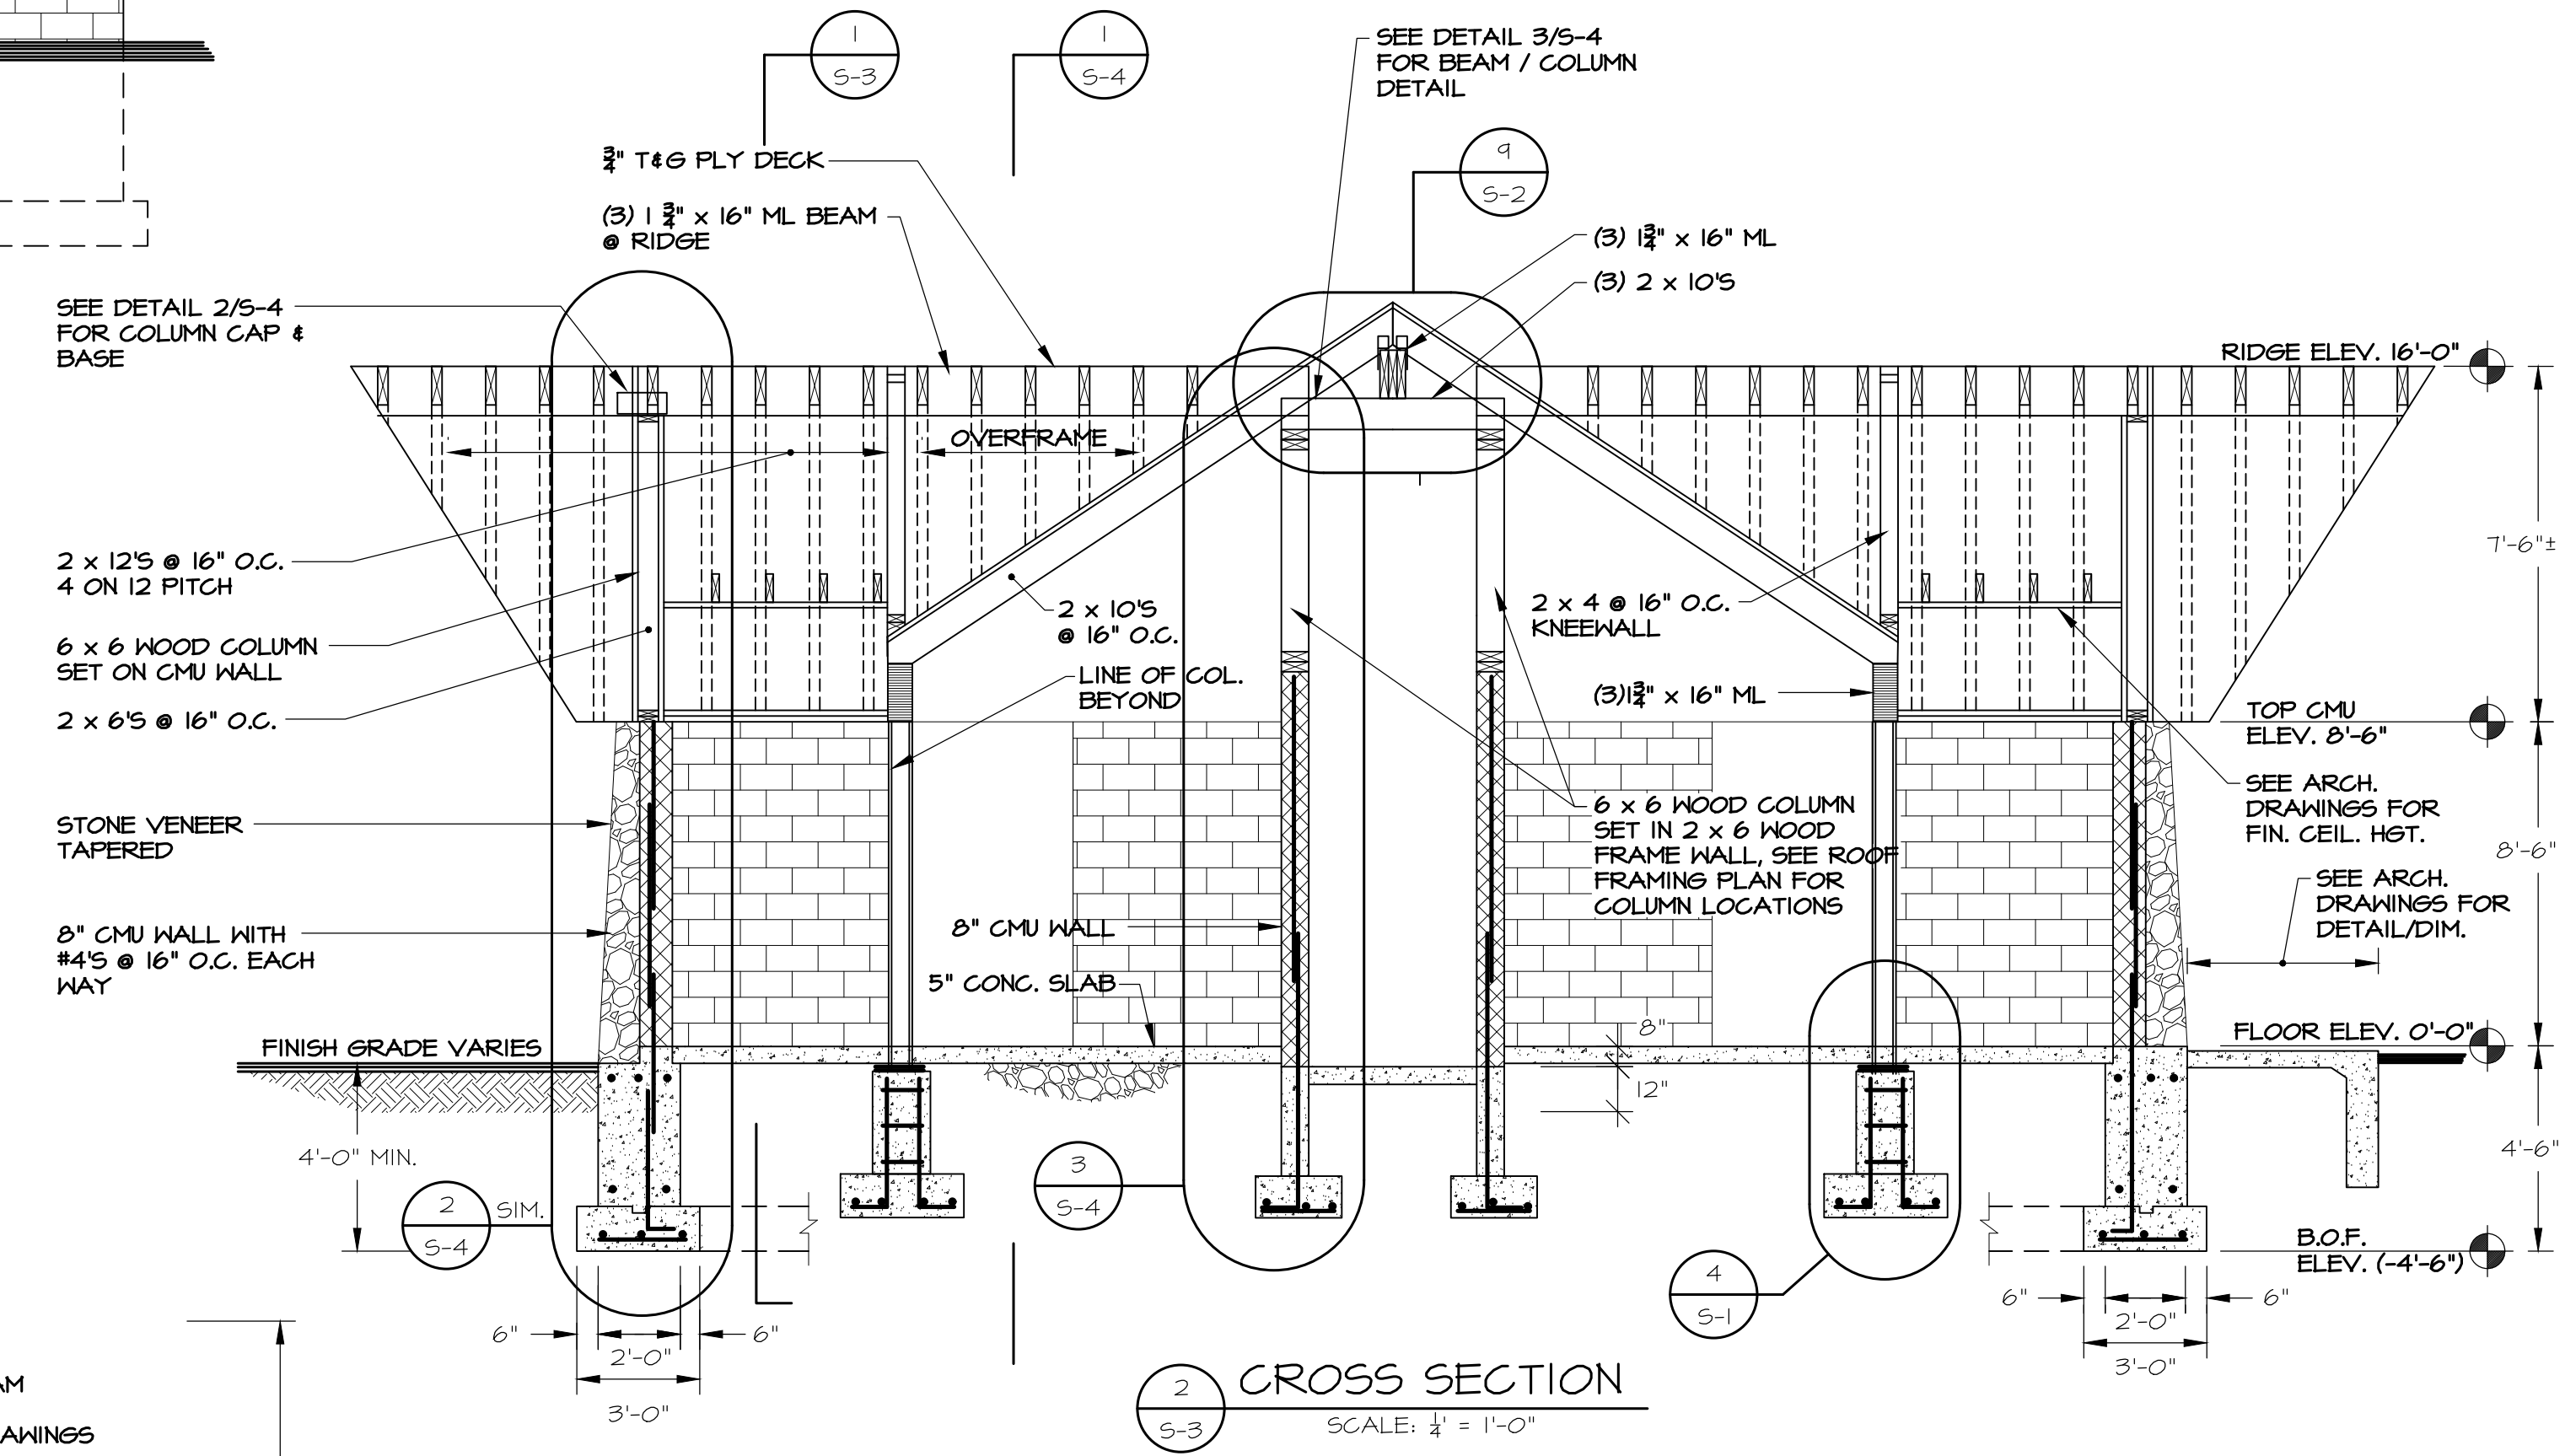 1
S-3
1
S-4
SEE DETAIL 3/S-4
FOR BEAM / COLUMN
DETAIL
9
S-2
3/4" T&G PLY DECK
(3) 1 3/4" x 16" ML BEAM
@ RIDGE
(3) 1 3/4" x 16" ML
(3) 2 x 10'S
SEE DETAIL 2/S-4
FOR COLUMN CAP &
BASE
RIDGE ELEV. 16'-0"
OVERFRAME
2 x 12'S @ 16" O.C.
4 ON 12 PITCH
7'-6"±
6 x 6 WOOD COLUMN
SET ON CMU WALL
2 x 10'S
@ 16" O.C.
2 x 4 @ 16" O.C.
KNEEWALL
2 x 6'S @ 16" O.C.
LINE OF COL.
BEYOND
(3)1 3/4" x 16" ML
TOP CMU
ELEV. 8'-6"
SEE ARCH.
DRAWINGS FOR
FIN. CEIL. HGT.
STONE VENEER
TAPERED
6 x 6 WOOD COLUMN
SET IN 2 x 6 WOOD
FRAME WALL, SEE ROOF
FRAMING PLAN FOR
COLUMN LOCATIONS
8'-6"
SEE ARCH.
DRAWINGS FOR
DETAIL/DIM.
8" CMU WALL WITH
#4'S @ 16" O.C. EACH
WAY
8" CMU WALL
5" CONC. SLAB
FINISH GRADE VARIES
8"
12"
FLOOR ELEV. 0'-0"
4'-0" MIN.
4'-6"
2
S-4
SIM.
3
S-4
4
S-1
B.O.F.
ELEV. (-4'-6")
6"
2'-0"
6"
3'-0"
6"
2'-0"
6"
3'-0"
2
S-3
CROSS SECTION
SCALE: 1/4' = 1'-0"
AM
AWINGS